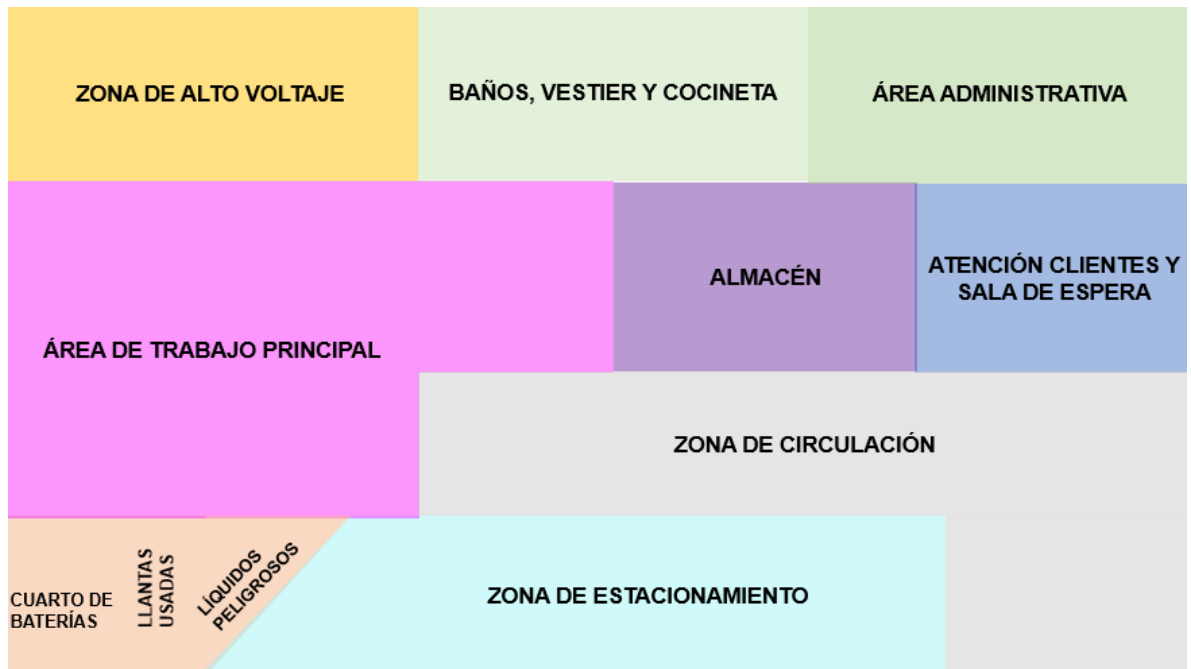 ZONA DE ALTO VOLTAJE
BAÑOS, VESTIER Y COCINETA
ÁREA ADMINISTRATIVA
ÁREA DE TRABAJO PRINCIPAL
ALMACÉN
ATENCIÓN CLIENTES Y
SALA DE ESPERA
ZONA DE CIRCULACIÓN
CUARTO DE
BATERÍAS
LLANTAS
USADAS
LÍQUIDOS
PELIGROSOS
ZONA DE ESTACIONAMIENTO